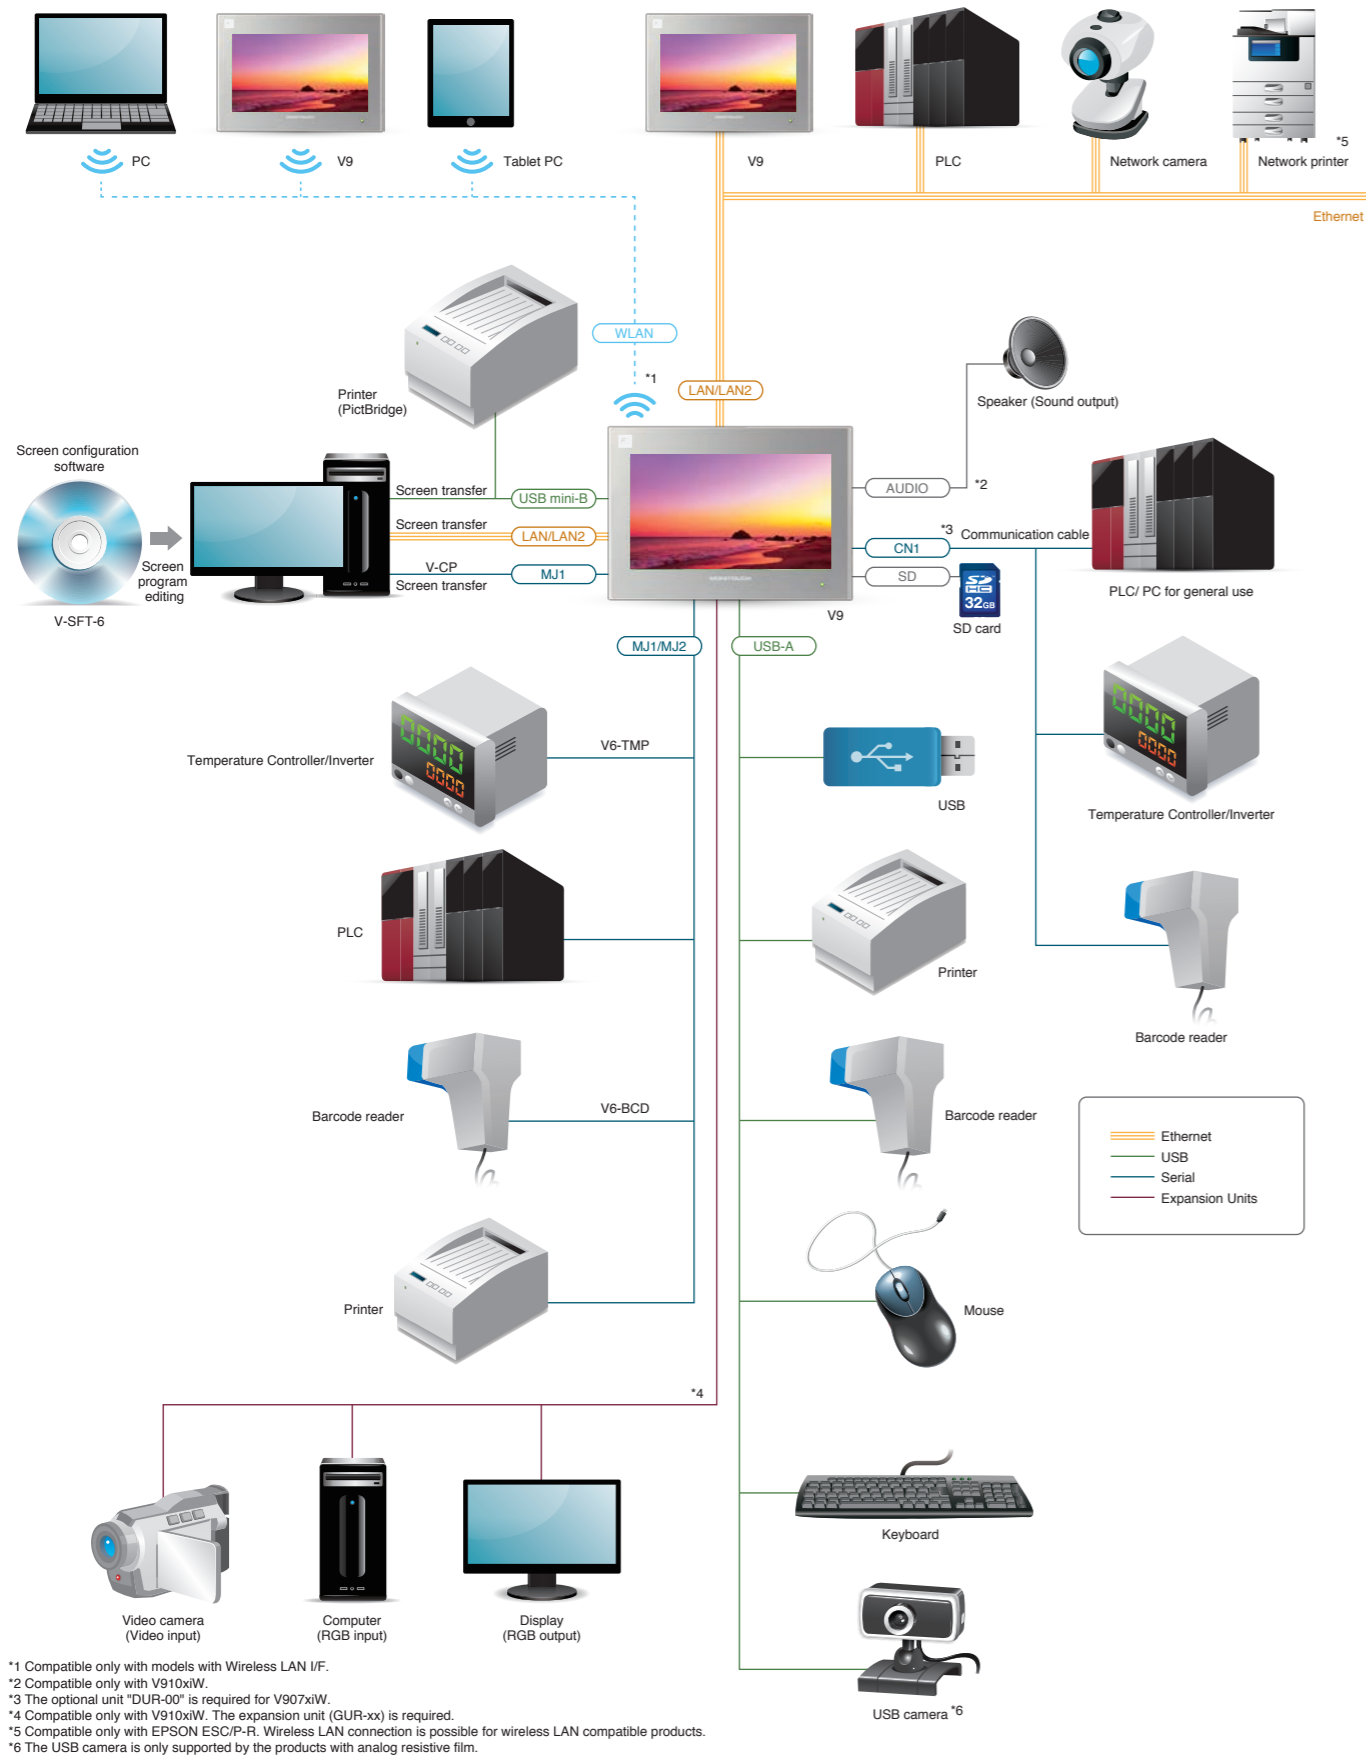 PC
V9
Tablet PC
V9
PLC
Network camera
Network printer
*5
Ethernet
WLAN
*1
LAN/LAN2
Printer
(PictBridge)
Speaker (Sound output)
Screen configuration
software
Screen
program
editing
V-SFT-6
Screen transfer
USB mini-B
Screen transfer
LAN/LAN2
V-CP
Screen transfer
MJ1
MONITOUCH
V9
AUDIO
*2
*3
Communication cable
CN1
SD
SD
HC
32GB
SD card
PLC/ PC for general use
MJ1/MJ2
USB-A
0000
0000
Temperature Controller/Inverter
V6-TMP
USB
0000
0000
Temperature Controller/Inverter
PLC
Printer
Barcode reader
Barcode reader
V6-BCD
Barcode reader
Ethernet
USB
Serial
Expansion Units
Printer
Mouse
*4
Keyboard
Video camera
(Video input)
Computer
(RGB input)
Display
(RGB output)
USB camera *6
*1 Compatible only with models with Wireless LAN I/F.
*2 Compatible only with V910xiW.
*3 The optional unit "DUR-00" is required for V907xiW.
*4 Compatible only with V910xiW. The expansion unit (GUR-xx) is required.
*5 Compatible only with EPSON ESC/P-R. Wireless LAN connection is possible for wireless LAN compatible products.
*6 The USB camera is only supported by the products with analog resistive film.